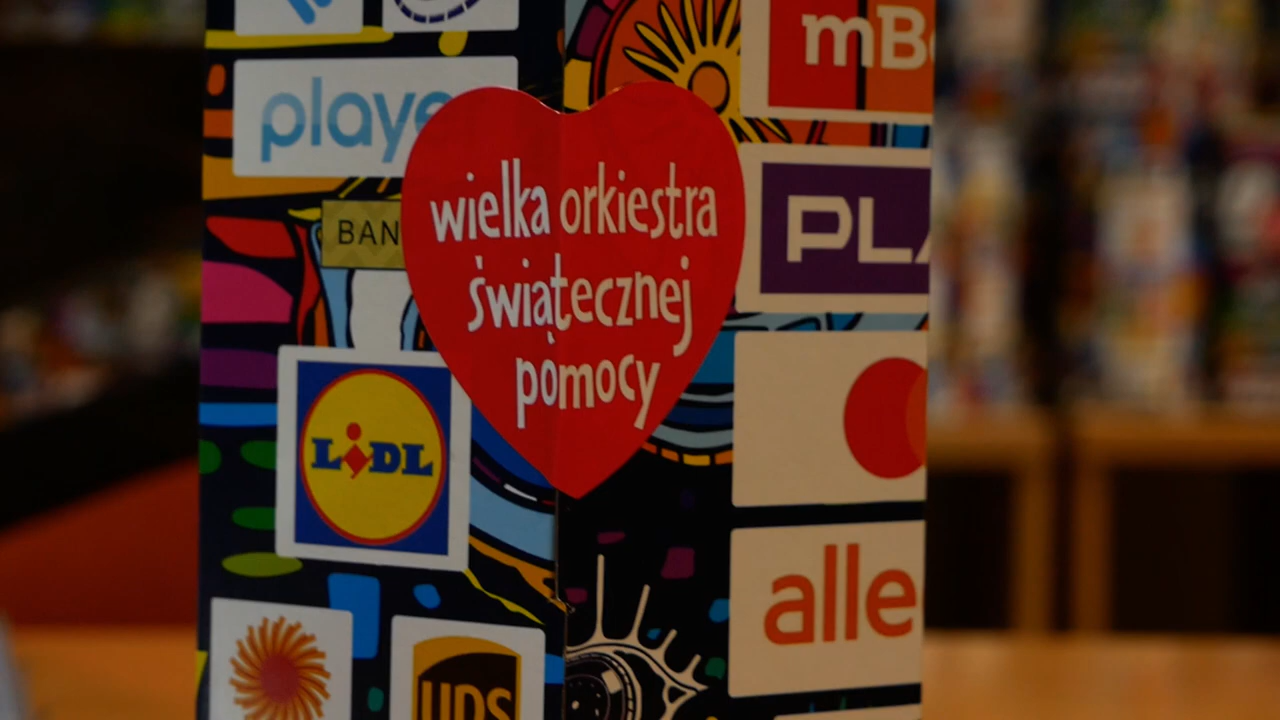 playe
BAN
LIDL
ups
wielka orkiestra
świątecznej
pomocy
mB
PLA
alle